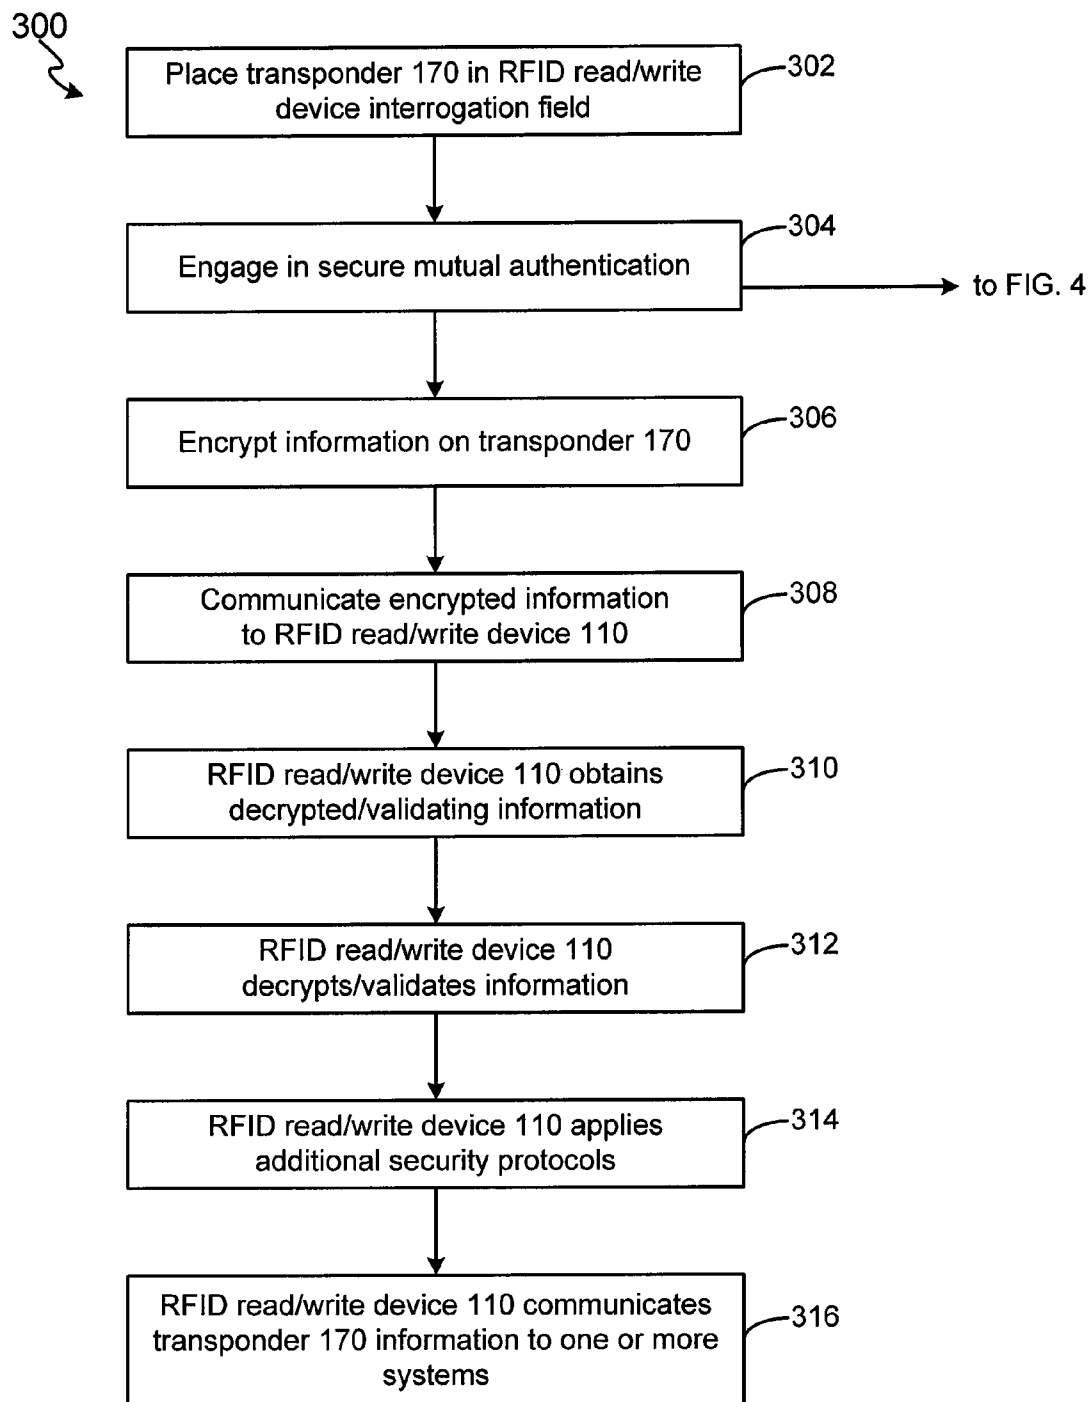 300
Place transponder 170 in RFID read/write
device interrogation field
302
Engage in secure mutual authentication
304
to FIG. 4
Encrypt information on transponder 170
306
Communicate encrypted information
to RFID read/write device 110
308
RFID read/write device 110 obtains
decrypted/validating information
310
RFID read/write device 110
decrypts/validates information
312
RFID read/write device 110 applies
additional security protocols
314
RFID read/write device 110 communicates
transponder 170 information to one or more
systems
316